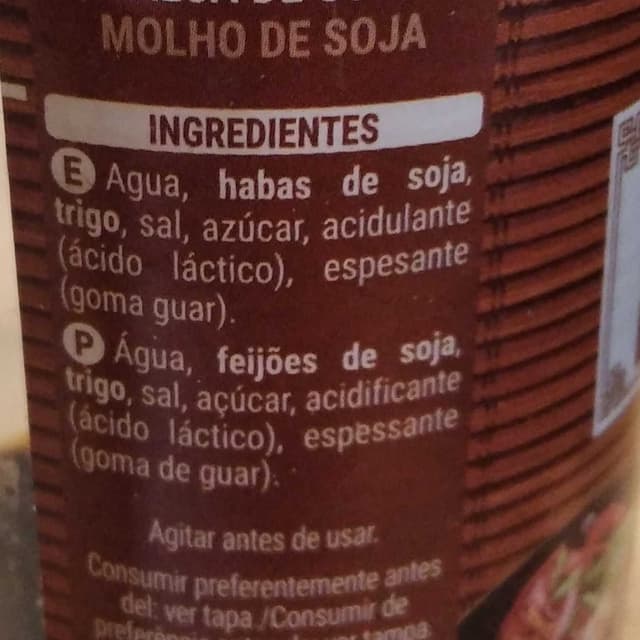 MOLHO DE SOJA
INGREDIENTES
E Agua, habas de soja,
trigo, sal, azúcar, acidulante
(ácido láctico), espesante
(goma guar).
P Água, feijões de soja,
trigo, sal, açúcar, acidificante
(ácido láctico), espessante
(goma de guar).
Agitar antes de usar.
Consumir preferentemente antes
del: ver tapa /Consumir de
tampa